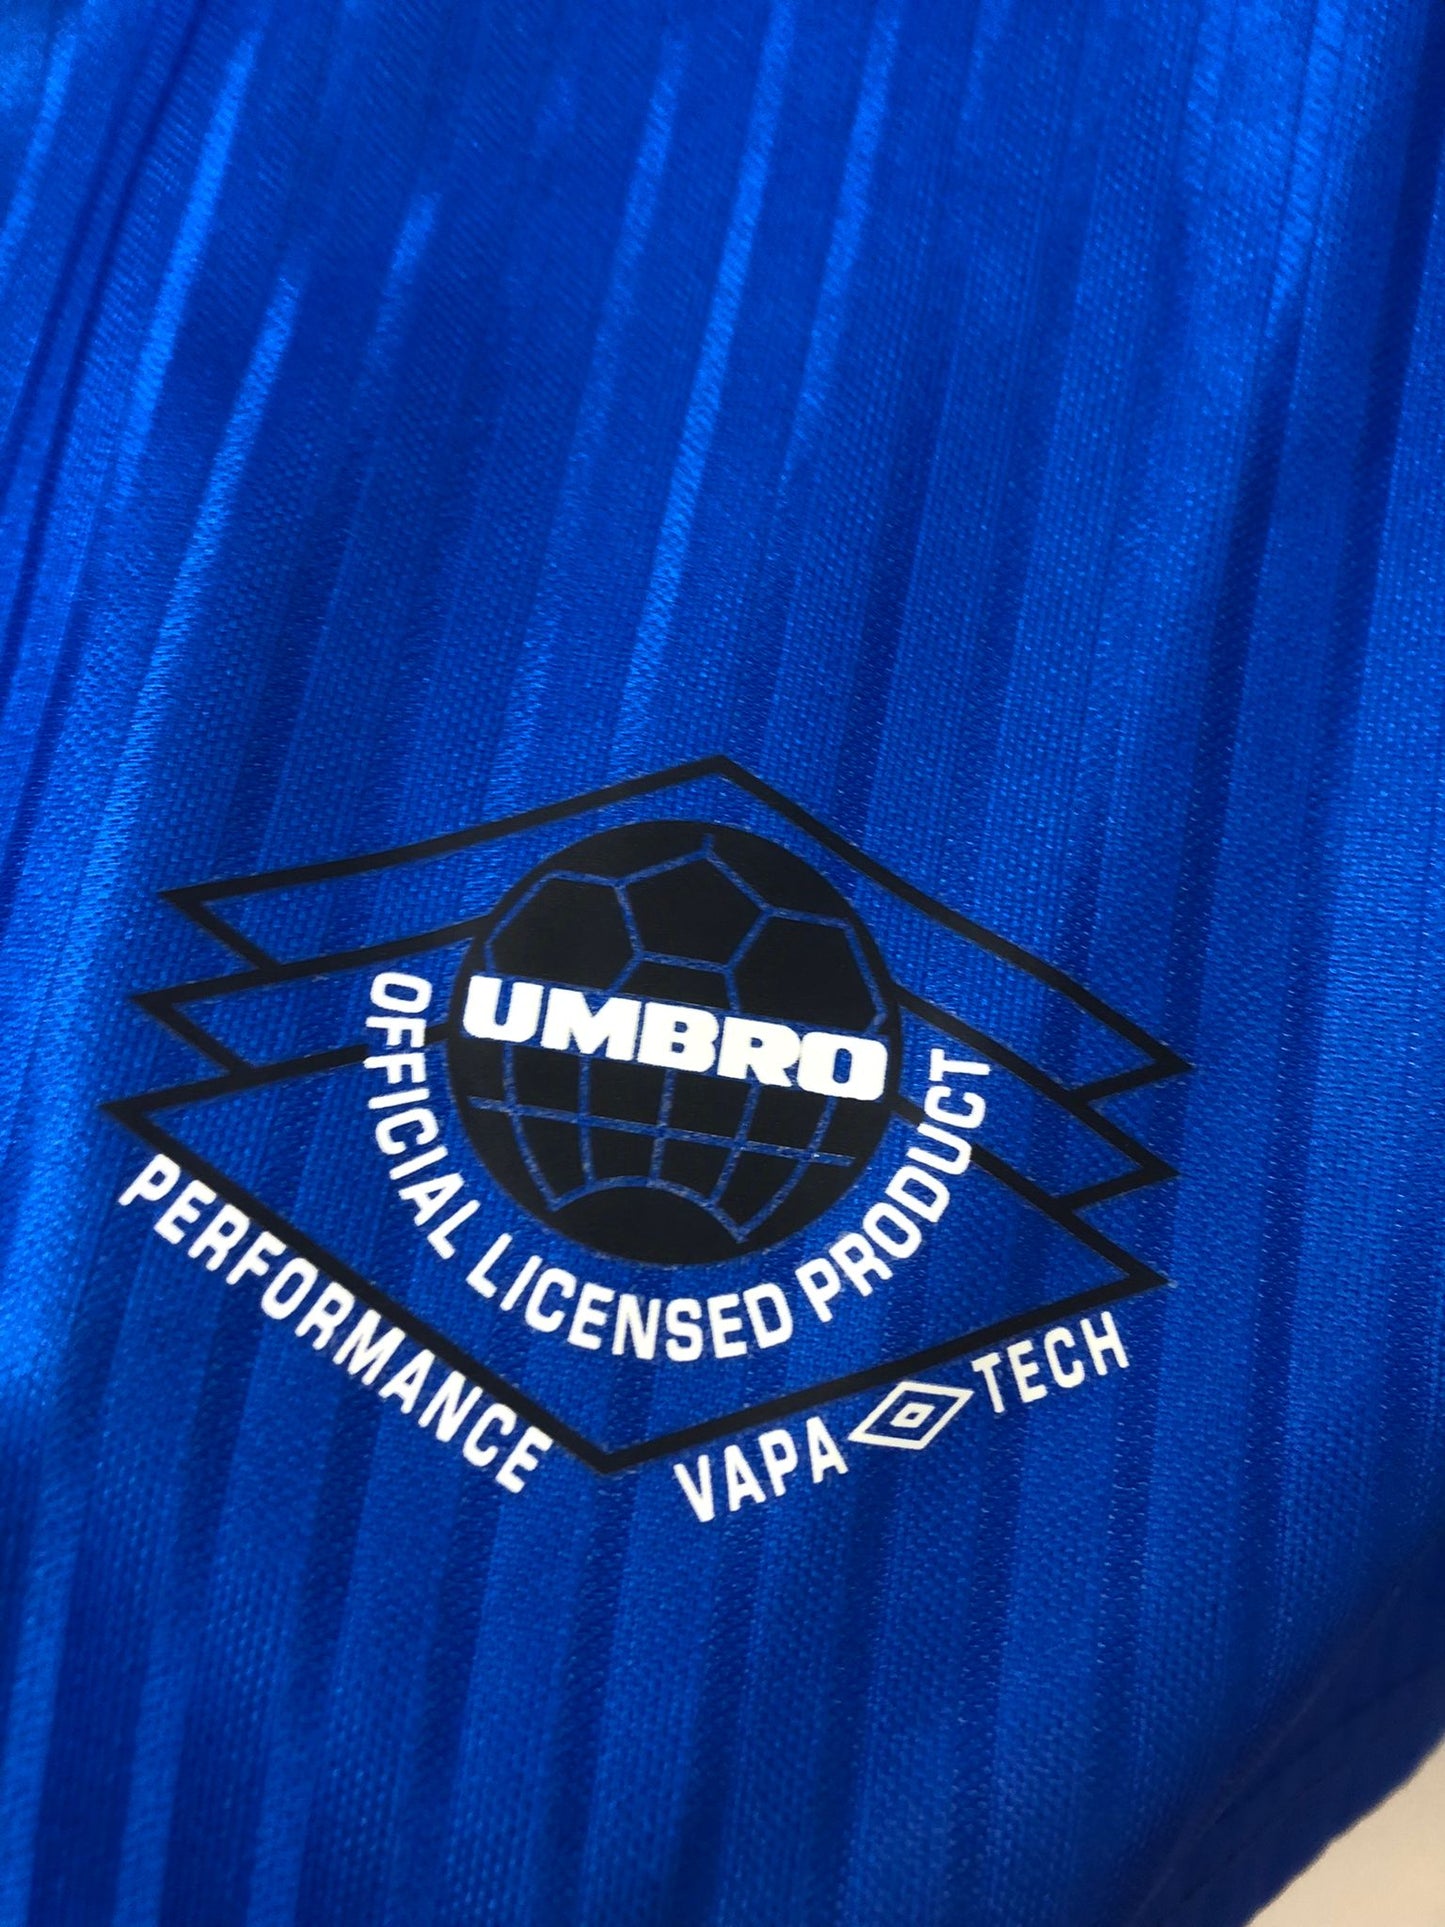 UMBRO
OFFICIAL LICENSED PRODUCT
PERFORMANCE
VAPA TECH